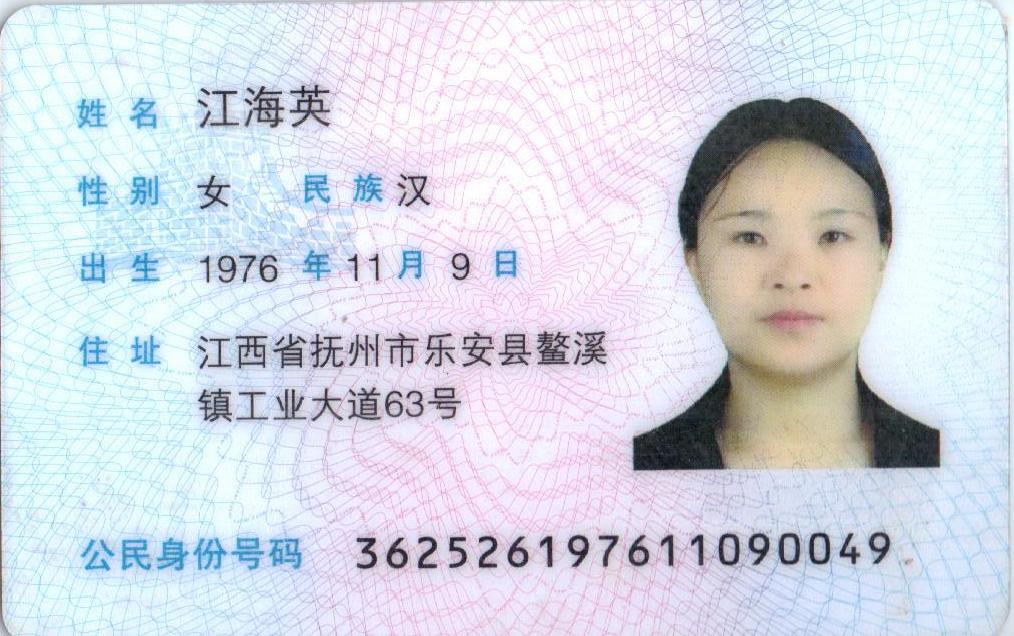 姓名 江海英
性别 女 民族 汉
出生 1976 年 11 月 9 日
住址 江西省抚州市乐安县鳌溪
镇工业大道63号
公民身份号码 362526197611090049